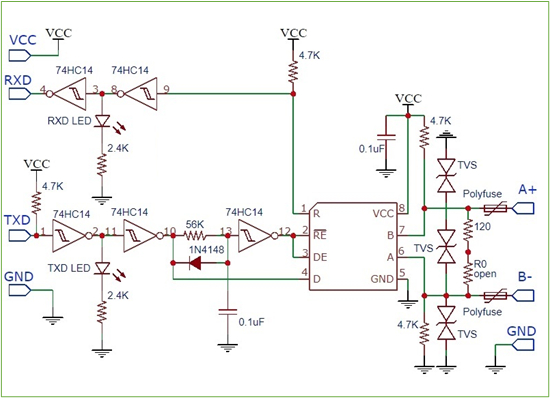 VCC
VCC
VCC
RXD
4
74HC14
3
8
74HC14
9
4.7K
RXD LED
2.4K
VCC
0.1uF
4.7K
TVS
Polyfuse
A+
VCC
4.7K
TXD
1
74HC14
2
11
74HC14
10
56K
13
74HC14
12
1N4148
TXD LED
2.4K
0.1uF
1
R
VCC
8
2
RE
B
7
3
DE
A
6
4
D
GND
5
120
TVS
R0
open
B-
Polyfuse
4.7K
TVS
GND
GND